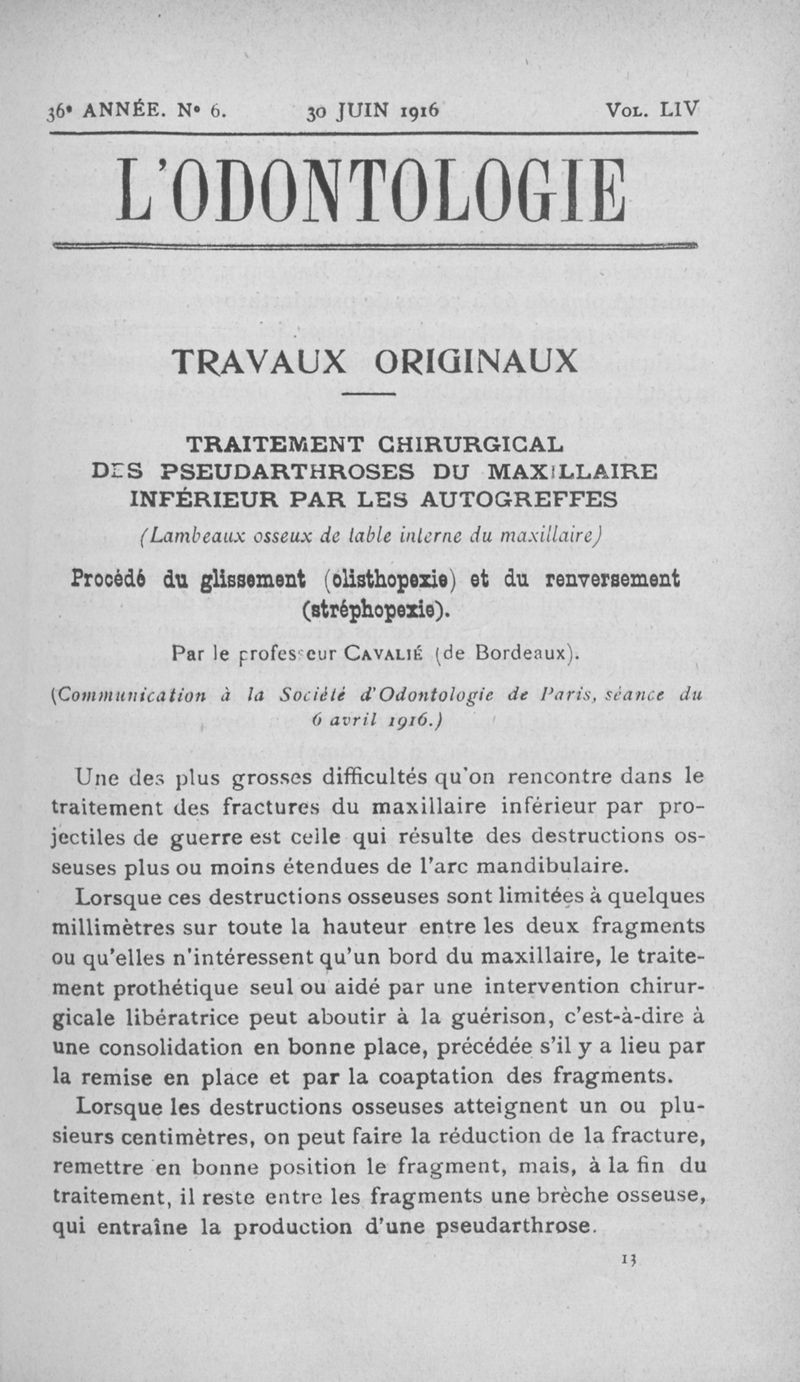 36e ANNÉE. No 6. 30 JUIN 1916 VOL. LIV
L'ODONTOLOGIE
TRAVAUX ORIGINAUX
TRAITEMENT CHIRURGICAL
DES PSEUDARTHROSES DU MAXILLAIRE
INFÉRIEUR PAR LES AUTOGREFFES
(Lambeaux osseux de table interne du maxillaire)
Procédé du glissement (olisthopexie) et du renversement
(stréphopexie).
Par le professeur CAVALIÉ (de Bordeaux).
(Communication à la Société d'Odontologie de Paris, séance du
6 avril 1916.)
Une des plus grosses difficultés qu'on rencontre dans le
traitement des fractures du maxillaire inférieur par pro-
jectiles de guerre est celle qui résulte des destructions os-
seuses plus ou moins étendues de l'arc mandibulaire.
Lorsque ces destructions osseuses sont limitées à quelques
millimètres sur toute la hauteur entre les deux fragments
ou qu'elles n'intéressent qu'un bord du maxillaire, le traite-
ment prothétique seul ou aidé par une intervention chirur-
gicale libératrice peut aboutir à la guérison, c'est-à-dire à
une consolidation en bonne place, précédée s'il y a lieu par
la remise en place et par la coaptation des fragments.
Lorsque les destructions osseuses atteignent un ou plu-
sieurs centimètres, on peut faire la réduction de la fracture,
remettre en bonne position le fragment, mais, à la fin du
traitement, il reste entre les fragments une brèche osseuse,
qui entraîne la production d'une pseudarthrose.
13